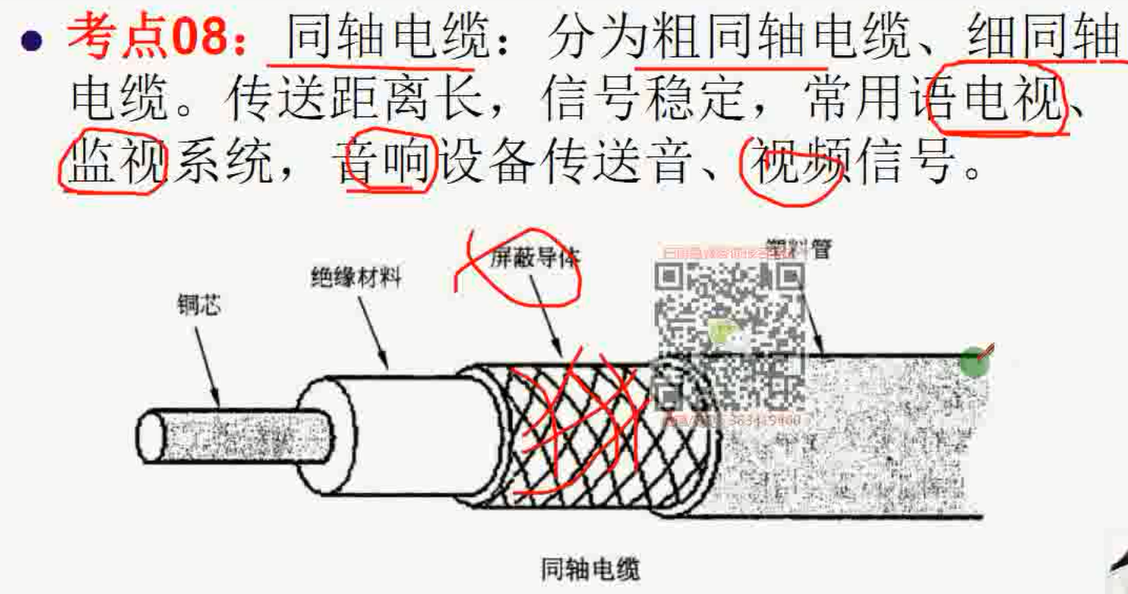 考点08：同轴电缆：分为粗同轴电缆、细同轴
电缆。传送距离长，信号稳定，常用语电视、
监视系统，音响设备传送音、视频信号。
屏蔽导体
塑料管
绝缘材料
铜芯
同轴电缆